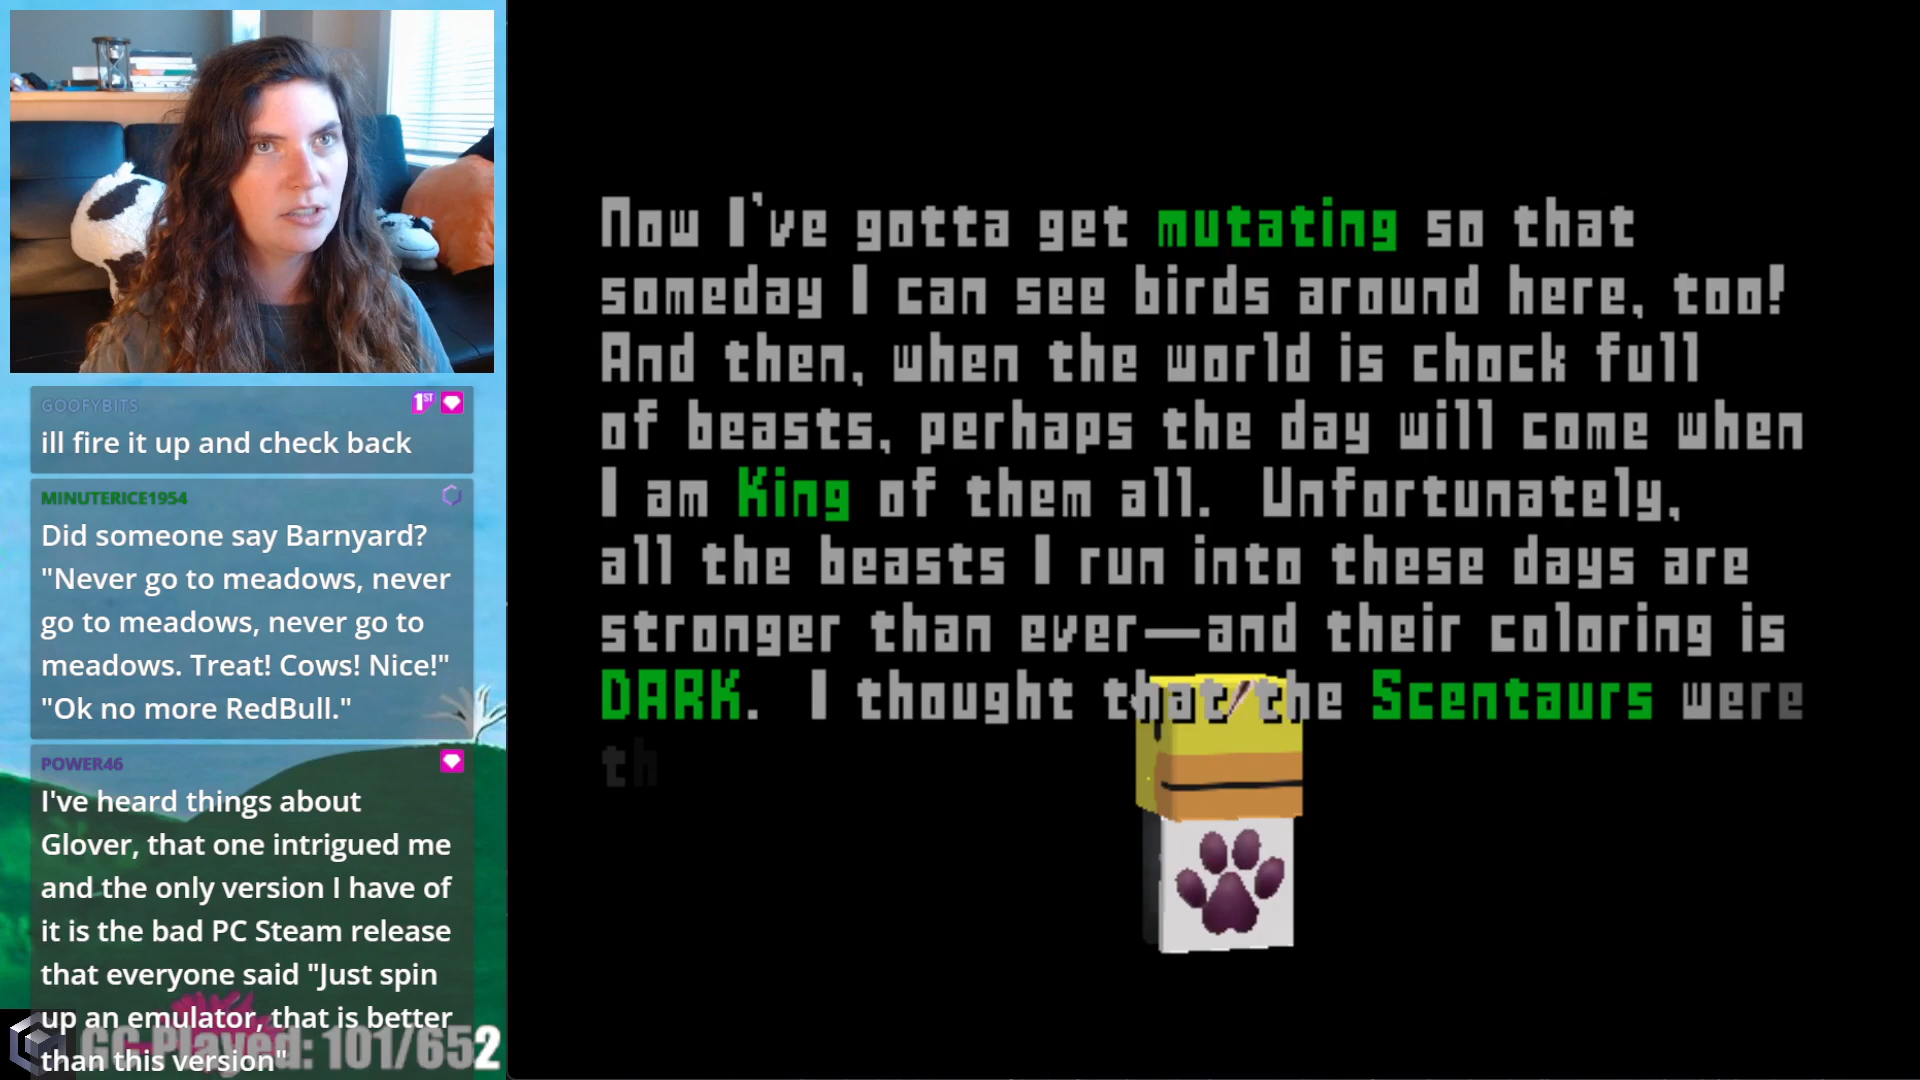 GOOFYBITS
1ST
ill fire it up and check back
MINUTERICE1954
Did someone say Barnyard?
"Never go to meadows, never
go to meadows, never go to
meadows. Treat! Cows! Nice!"
"Ok no more RedBull."
POWER46
I've heard things about
Glover, that one intrigued me
and the only version I have of
it is the bad PC Steam release
that everyone said "Just spin
up an emulator, that is better
than this version"
GC Played: 101/652
Now I've gotta get mutating so that
someday I can see birds around here, too!
And then, when the world is chock full
of beasts, perhaps the day will come when
I am King of them all. Unfortunately,
all the beasts I run into these days are
stronger than ever—and their coloring is
DARK. I thought that the Scentaurs were
th